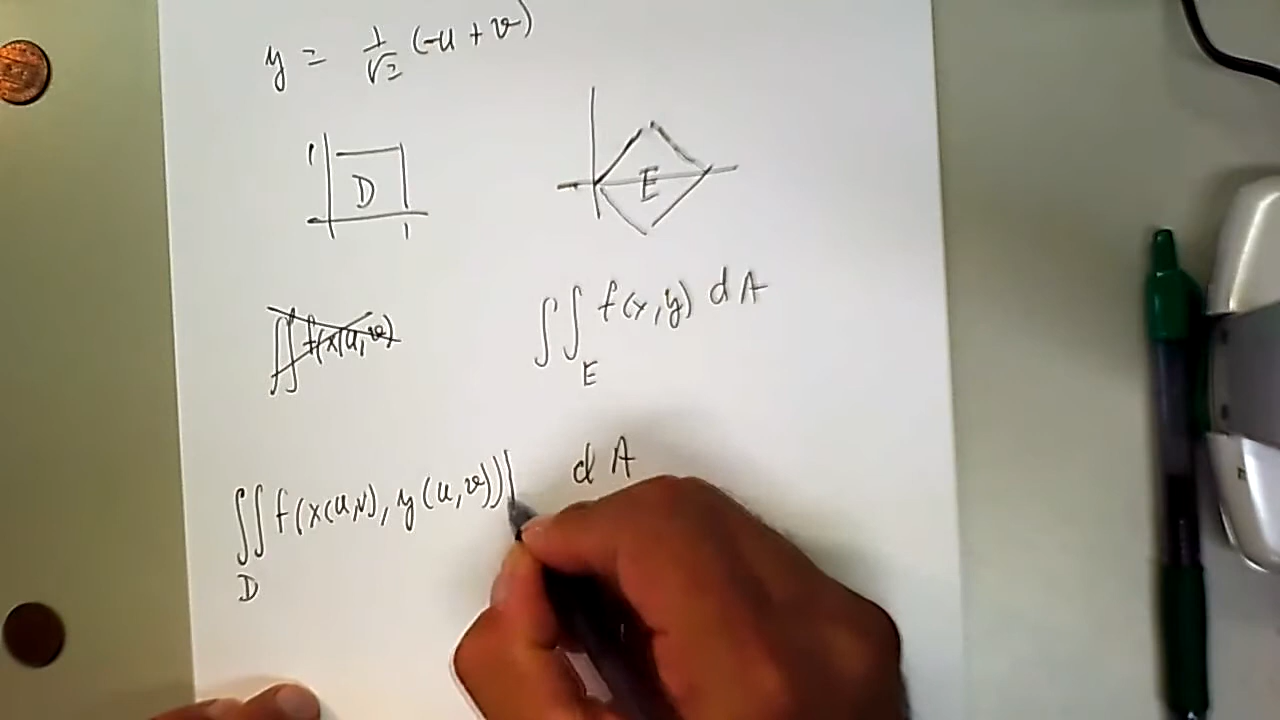 y = 1/√2 (-u + v)
1
D
1
E
∬ f(x(u,v)
∬_E f(x,y) dA
∬_D f(x(u,v), y(u,v))| dA